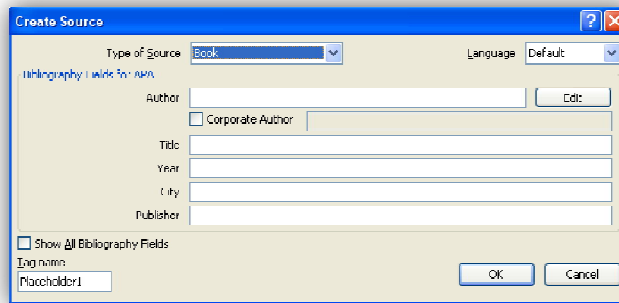 Create Source
Type of Source Book Language Default
Bibliography Fields for APA
Author Edit
Corporate Author
Title
Year
City
Publisher
Show All Bibliography Fields
Tag name
Placeholder1 OK Cancel